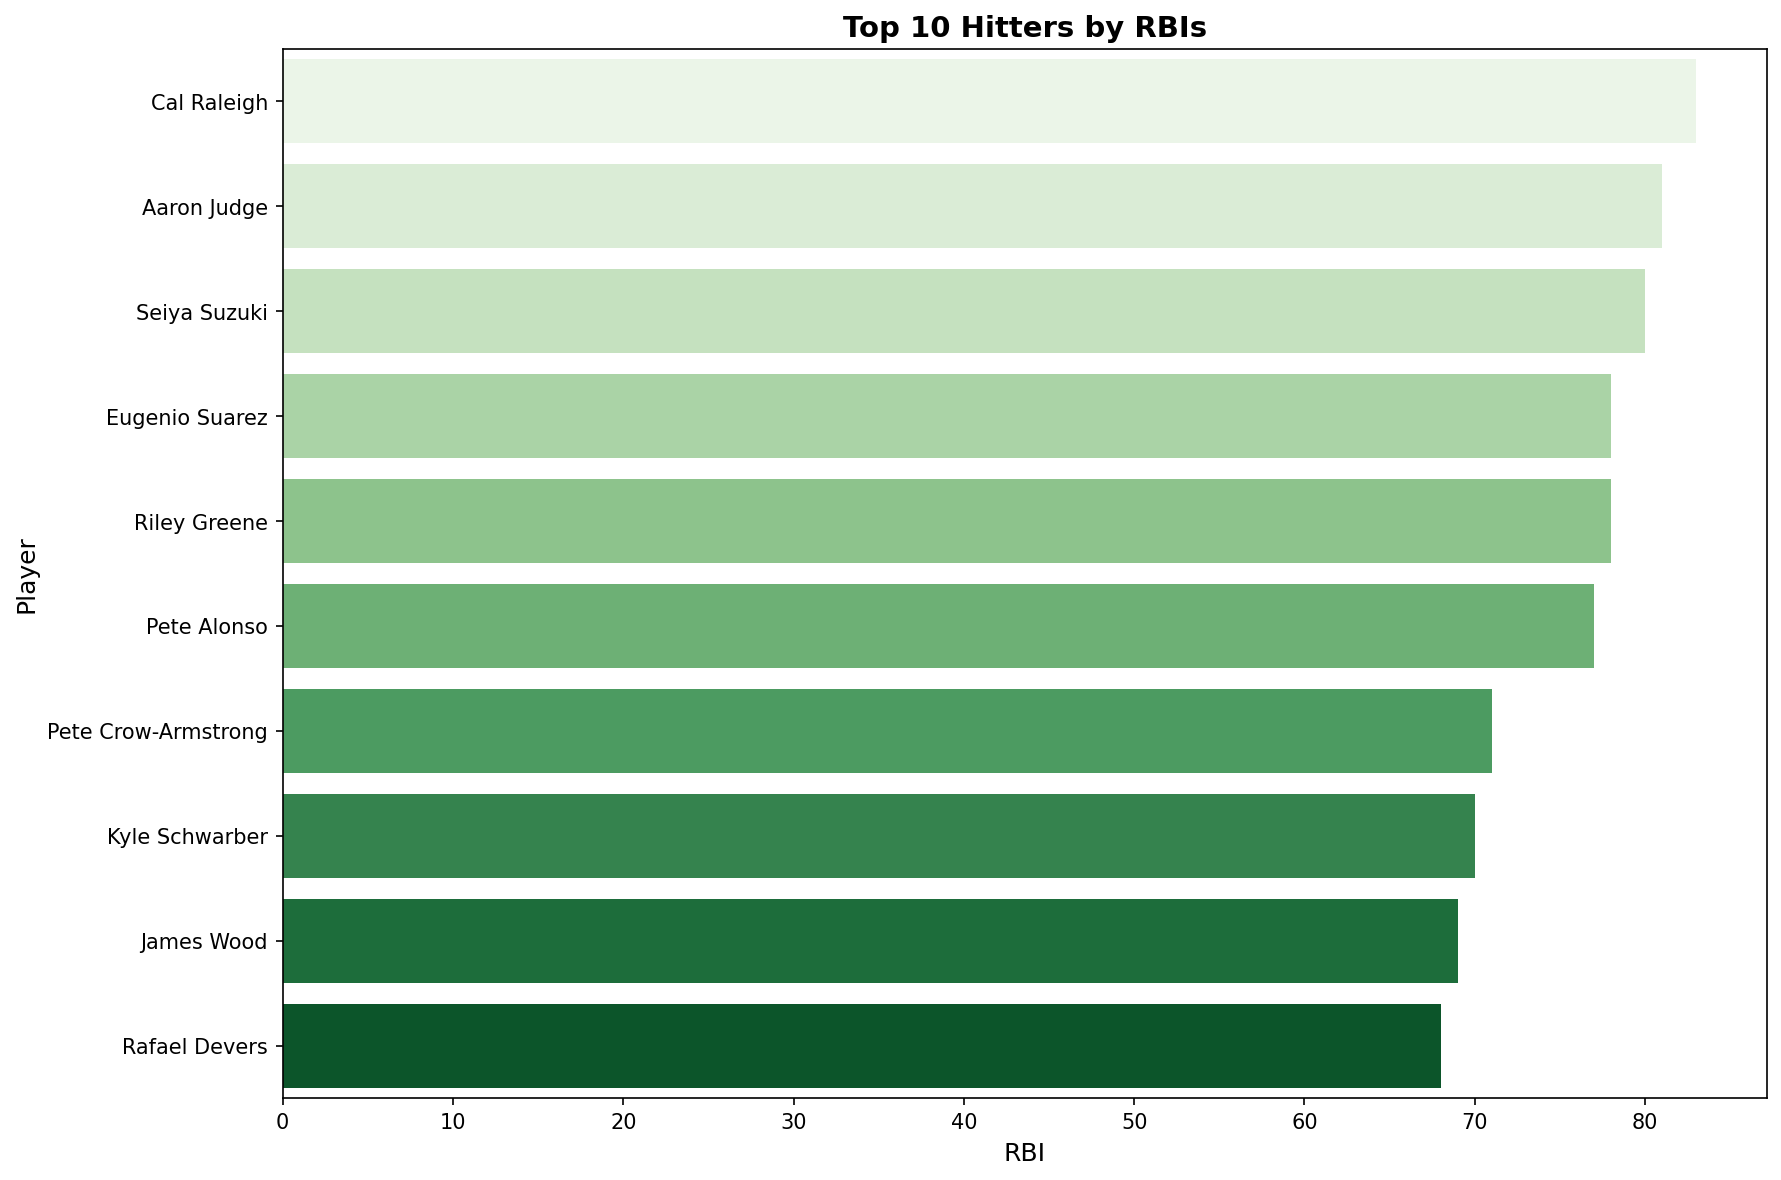 Top 10 Hitters by RBIs
Player
Cal Raleigh
Aaron Judge
Seiya Suzuki
Eugenio Suarez
Riley Greene
Pete Alonso
Pete Crow-Armstrong
Kyle Schwarber
James Wood
Rafael Devers
0 10 20 30 40 50 60 70 80
RBI